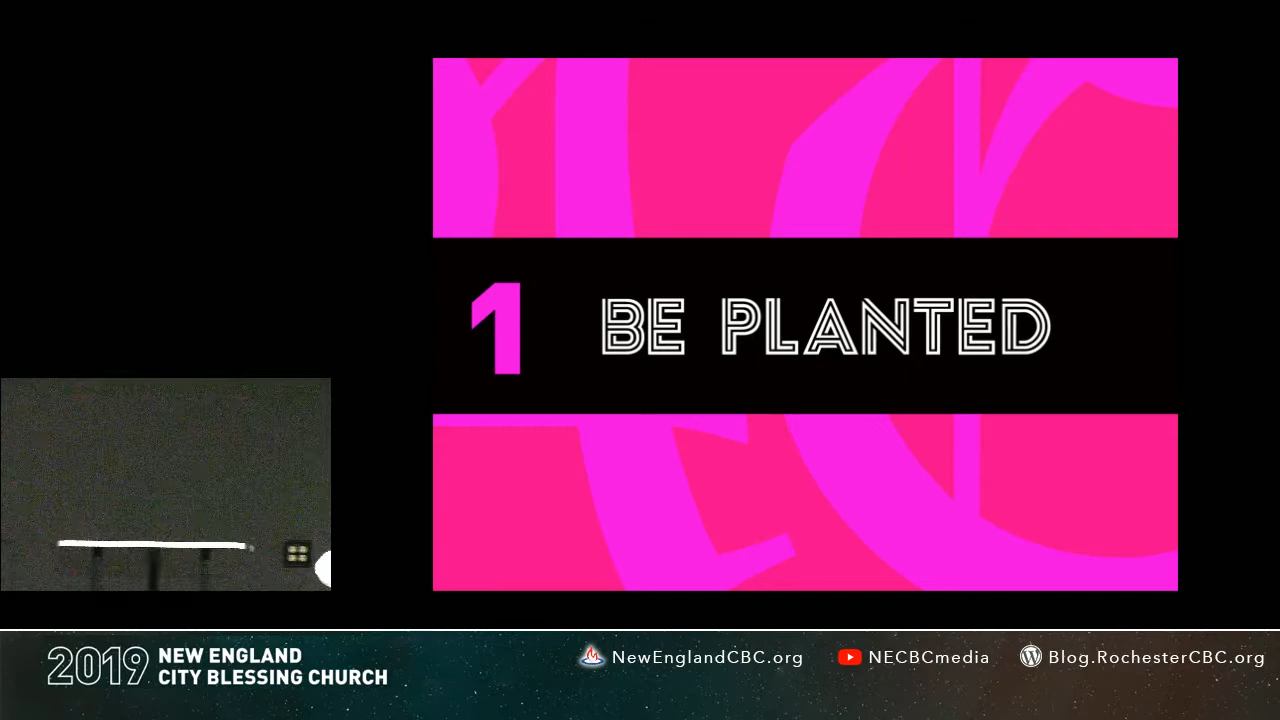 1 BE PLANTED
2019 NEW ENGLAND
CITY BLESSING CHURCH
NewEnglandCBC.org
NECBCmedia
Blog.RochesterCBC.org